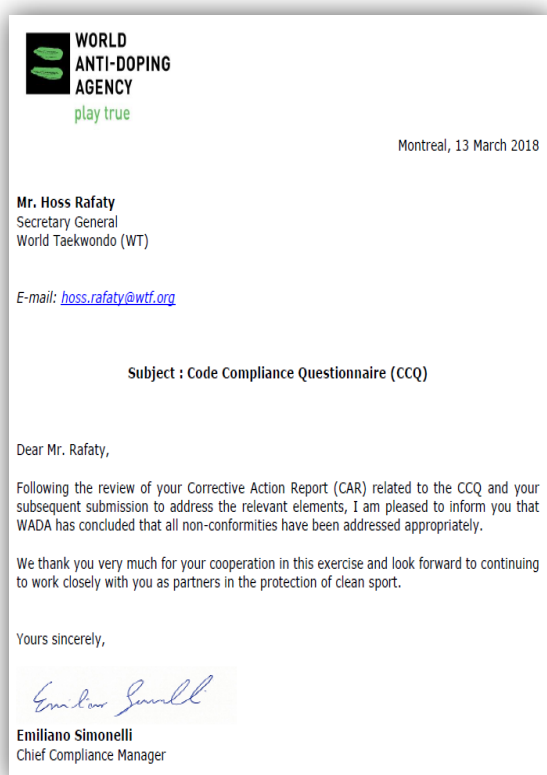 WORLD
ANTI-DOPING
AGENCY
play true
Montreal, 13 March 2018
Mr. Hoss Rafaty
Secretary General
World Taekwondo (WT)
E-mail: hoss.rafaty@wtf.org
Subject : Code Compliance Questionnaire (CCQ)
Dear Mr. Rafaty,
Following the review of your Corrective Action Report (CAR) related to the CCQ and your
subsequent submission to address the relevant elements, I am pleased to inform you that
WADA has concluded that all non-conformities have been addressed appropriately.
We thank you very much for your cooperation in this exercise and look forward to continuing
to work closely with you as partners in the protection of clean sport.
Yours sincerely,
Emiliano Simonelli
Chief Compliance Manager